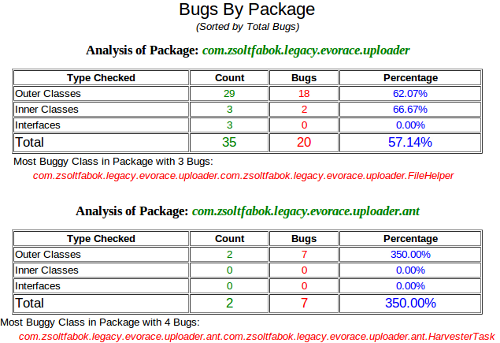 Bugs By Package
(Sorted by Total Bugs)
Analysis of Package: com.zsoltfabok.legacy.evorace.uploader
Type Checked Count Bugs Percentage
Outer Classes 29 18 62.07%
Inner Classes 3 2 66.67%
Interfaces 3 0 0.00%
Total 35 20 57.14%
Most Buggy Class in Package with 3 Bugs:
com.zsoltfabok.legacy.evorace.uploader.com.zsoltfabok.legacy.evorace.uploader.FileHelper
Analysis of Package: com.zsoltfabok.legacy.evorace.uploader.ant
Type Checked Count Bugs Percentage
Outer Classes 2 7 350.00%
Inner Classes 0 0 0.00%
Interfaces 0 0 0.00%
Total 2 7 350.00%
Most Buggy Class in Package with 4 Bugs:
com.zsoltfabok.legacy.evorace.uploader.ant.com.zsoltfabok.legacy.evorace.uploader.ant.HarvesterTask